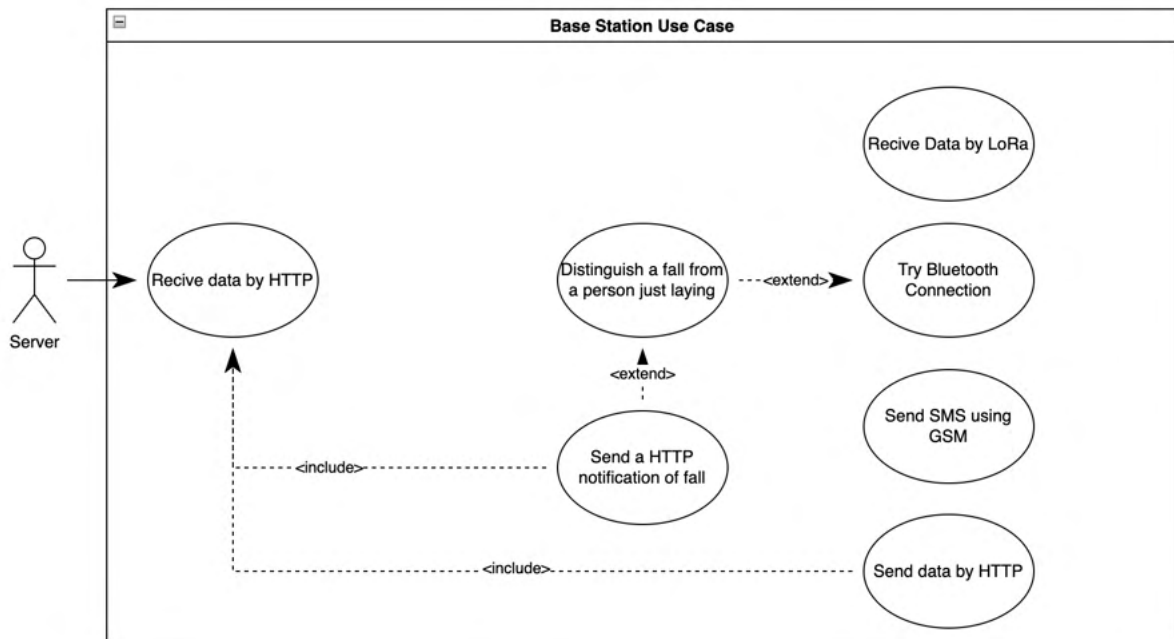 Base Station Use Case
Recive Data by LoRa
Server
Recive data by HTTP
Distinguish a fall from
a person just laying
<extend>
Try Bluetooth
Connection
<extend>
Send SMS using
GSM
<include>
Send a HTTP
notification of fall
<include>
Send data by HTTP